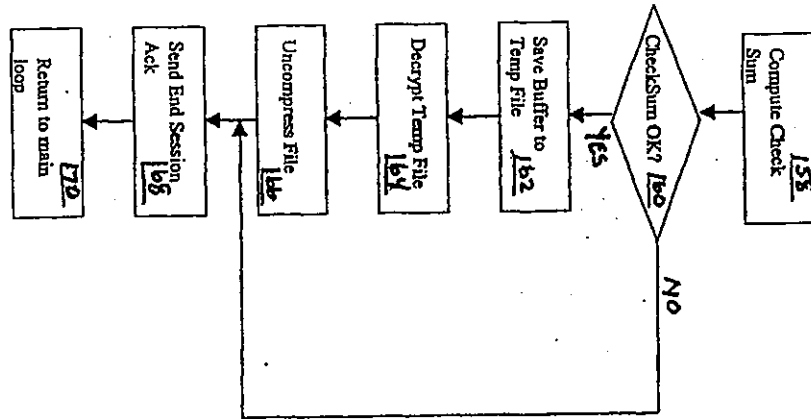 Compute Check
Sum
158
CheckSum OK? 160
YES
NO
Save Buffer to
Temp File
162
Decrypt Temp File
164
Uncompress File
166
Send End Session
Ack
168
Return to main
loop
170